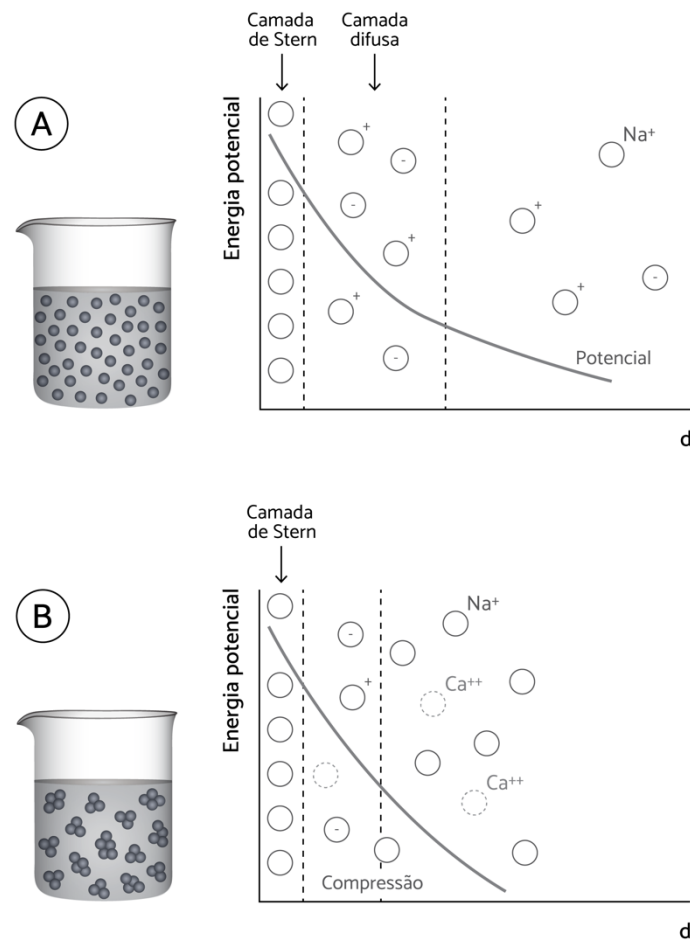 Camada
de Stern
Camada
difusa
A
Energia potencial
+
-
-
+
+
-
Na+
+
-
+
Potencial
d
Camada
de Stern
B
Energia potencial
-
+
-
Na+
Ca++
Ca++
Compressão
d